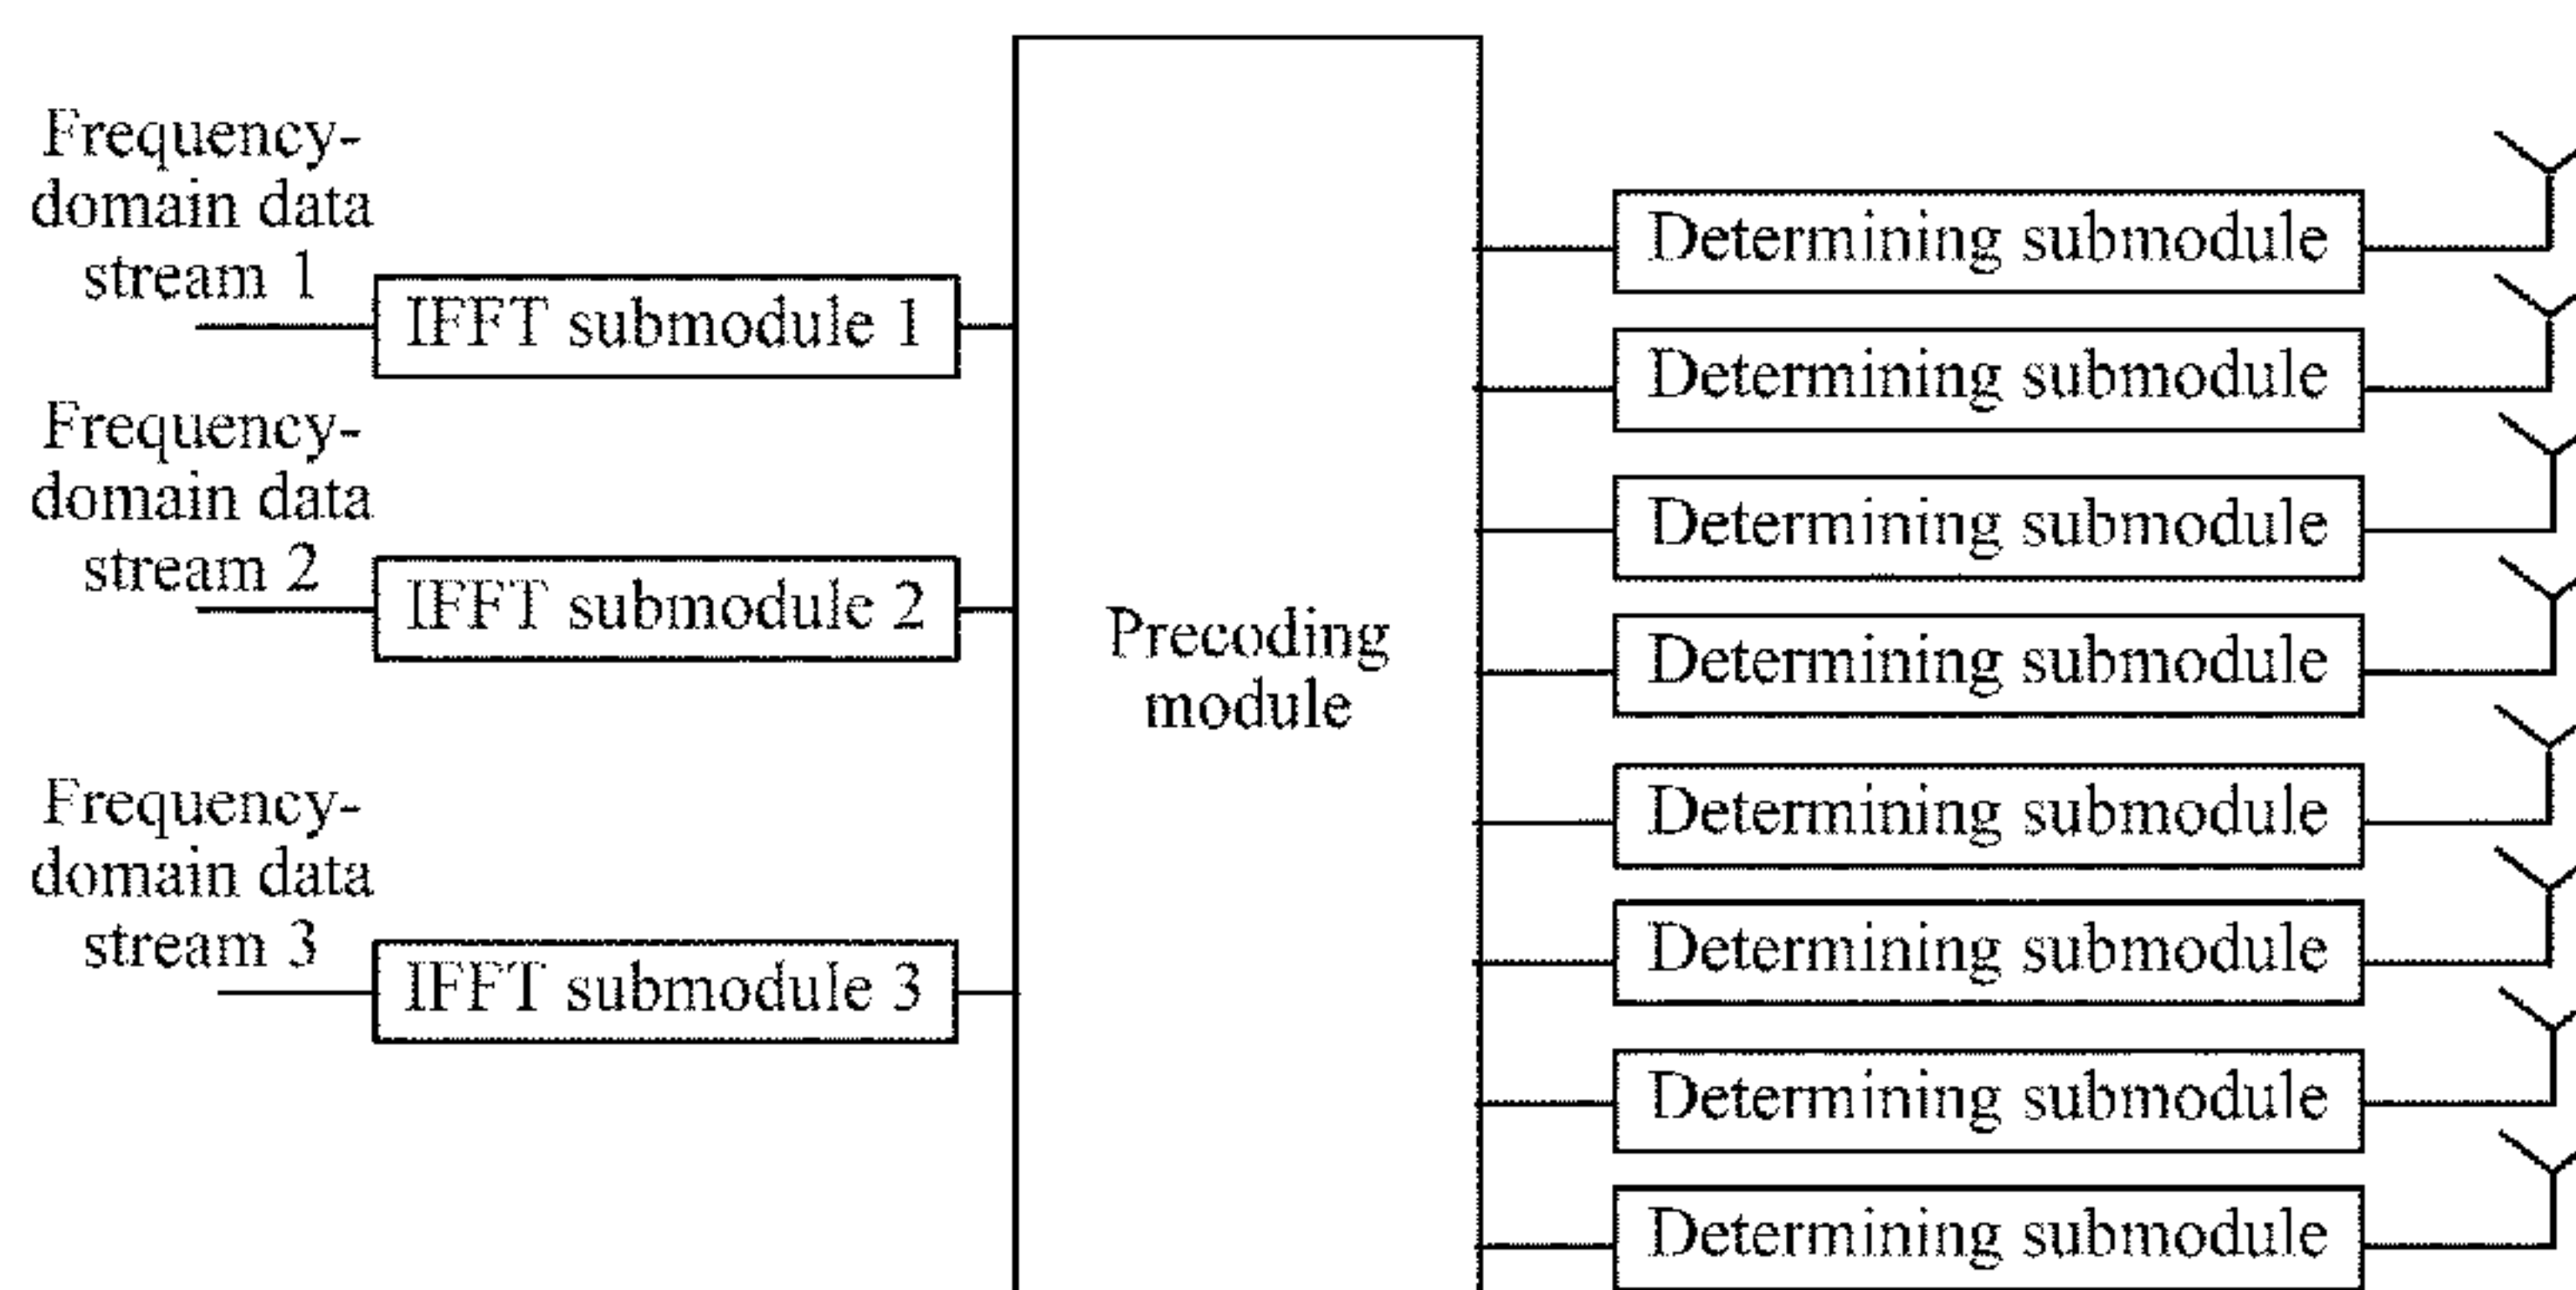 Frequency-
domain data
stream 1
IFFT submodule 1
Frequency-
domain data
stream 2
IFFT submodule 2
Frequency-
domain data
stream 3
IFFT submodule 3
Precoding
module
Determining submodule
Determining submodule
Determining submodule
Determining submodule
Determining submodule
Determining submodule
Determining submodule
Determining submodule